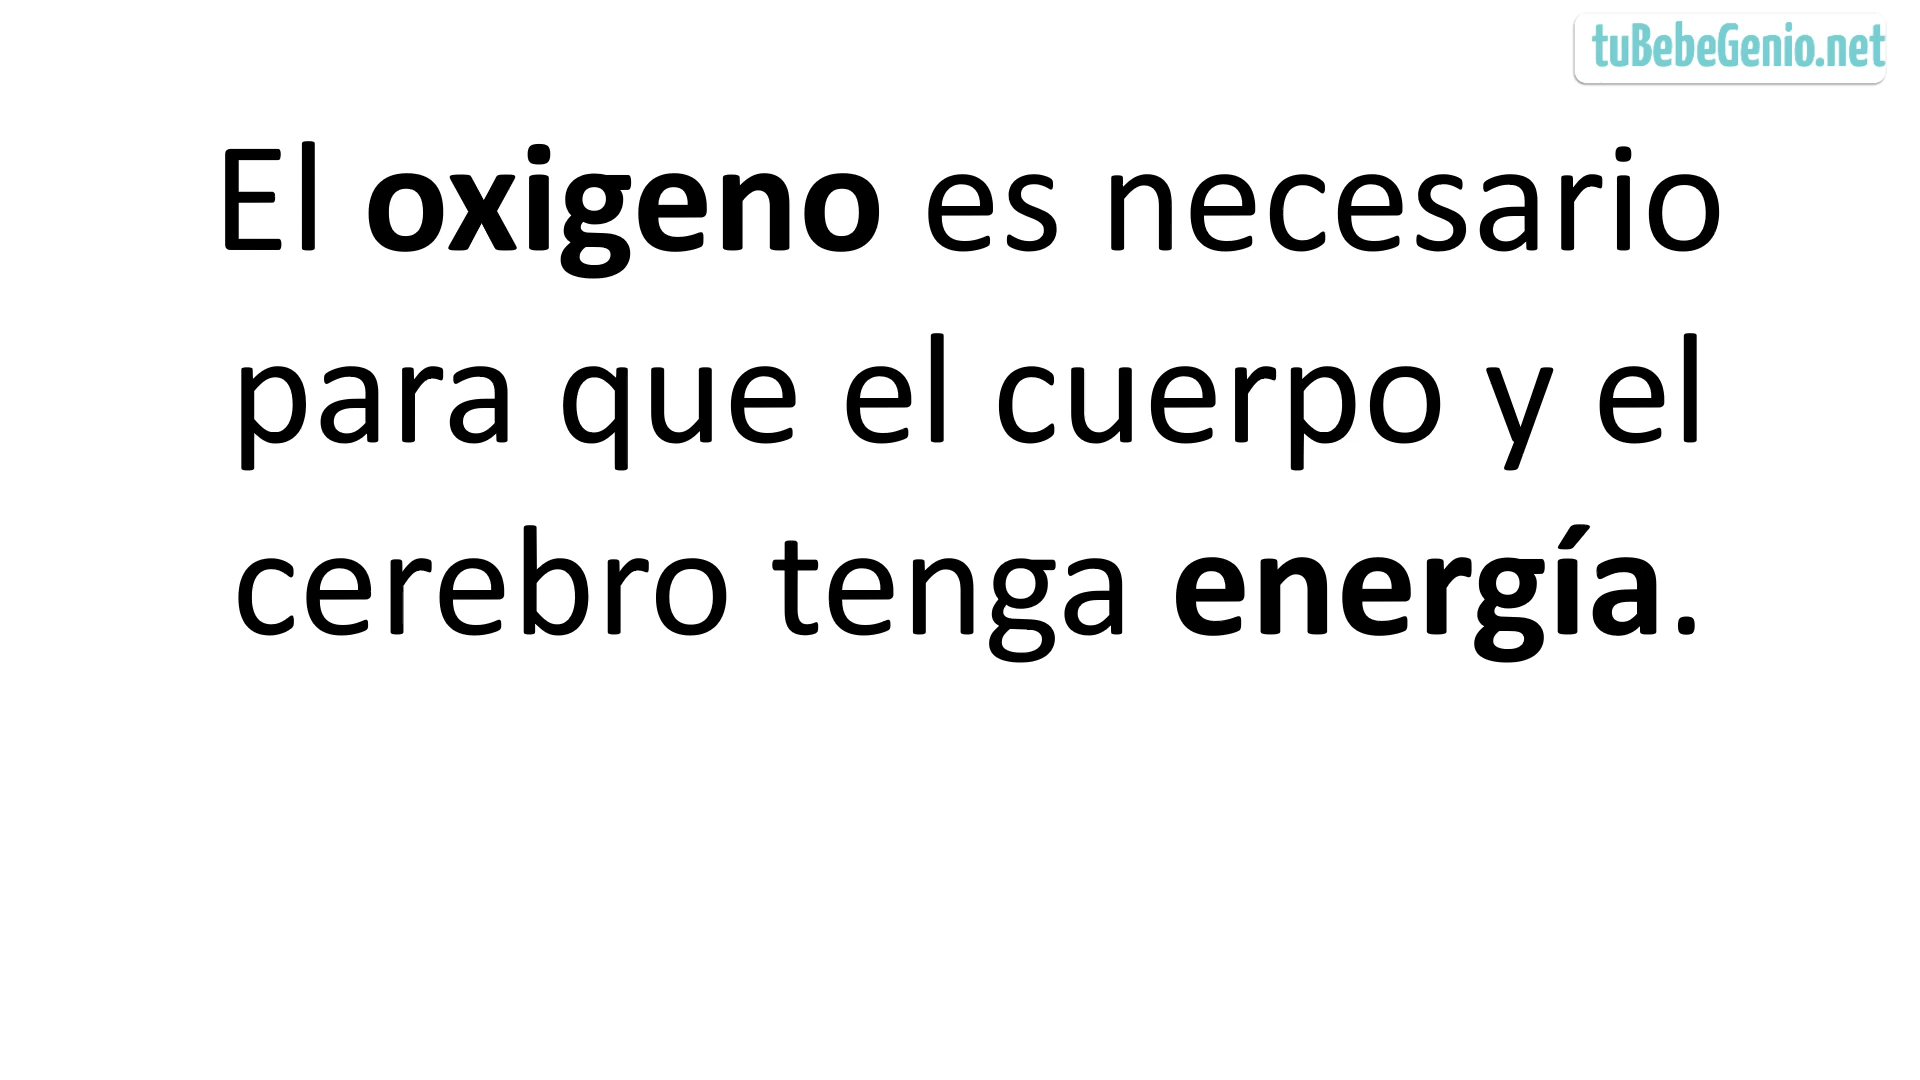 tuBebeGenio.net
El oxigeno es necesario
para que el cuerpo y el
cerebro tenga energía.